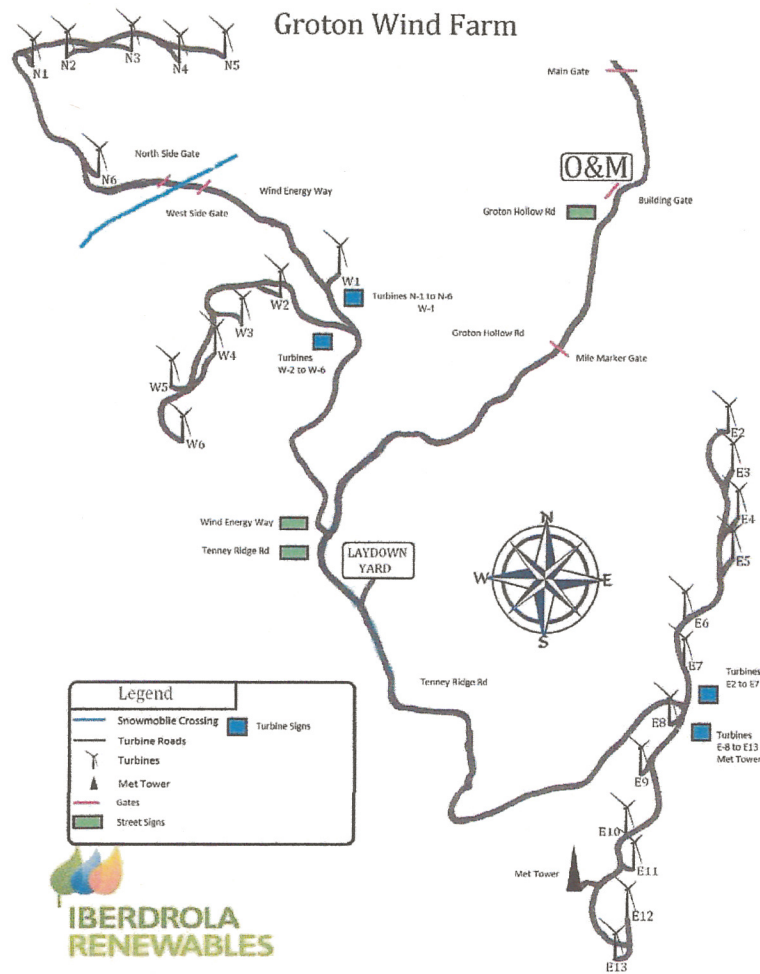 Groton Wind Farm
N1
N2
N3
N4
N5
Main Gate
North Side Gate
N6
O&M
Wind Energy Way
Building Gate
West Side Gate
Groton Hollow Rd
W1
W2
Turbines N-1 to N-6
W-1
W3
Turbines
W-2 to W-6
W4
Groton Hollow Rd
Mile Marker Gate
W5
W6
E2
E3
E4
E5
Wind Energy Way
Tenney Ridge Rd
LAYDOWN
YARD
N
W
E
S
E6
E7
Tenney Ridge Rd
Turbines
E2 to E7
E8
Turbines
E-8 to E13
Met Tower
E9
Legend
Snowmobile Crossing
Turbine Signs
Turbine Roads
Turbines
Met Tower
Gates
Street Signs
E10
E11
Met Tower
E12
E13
IBERDROLA
RENEWABLES